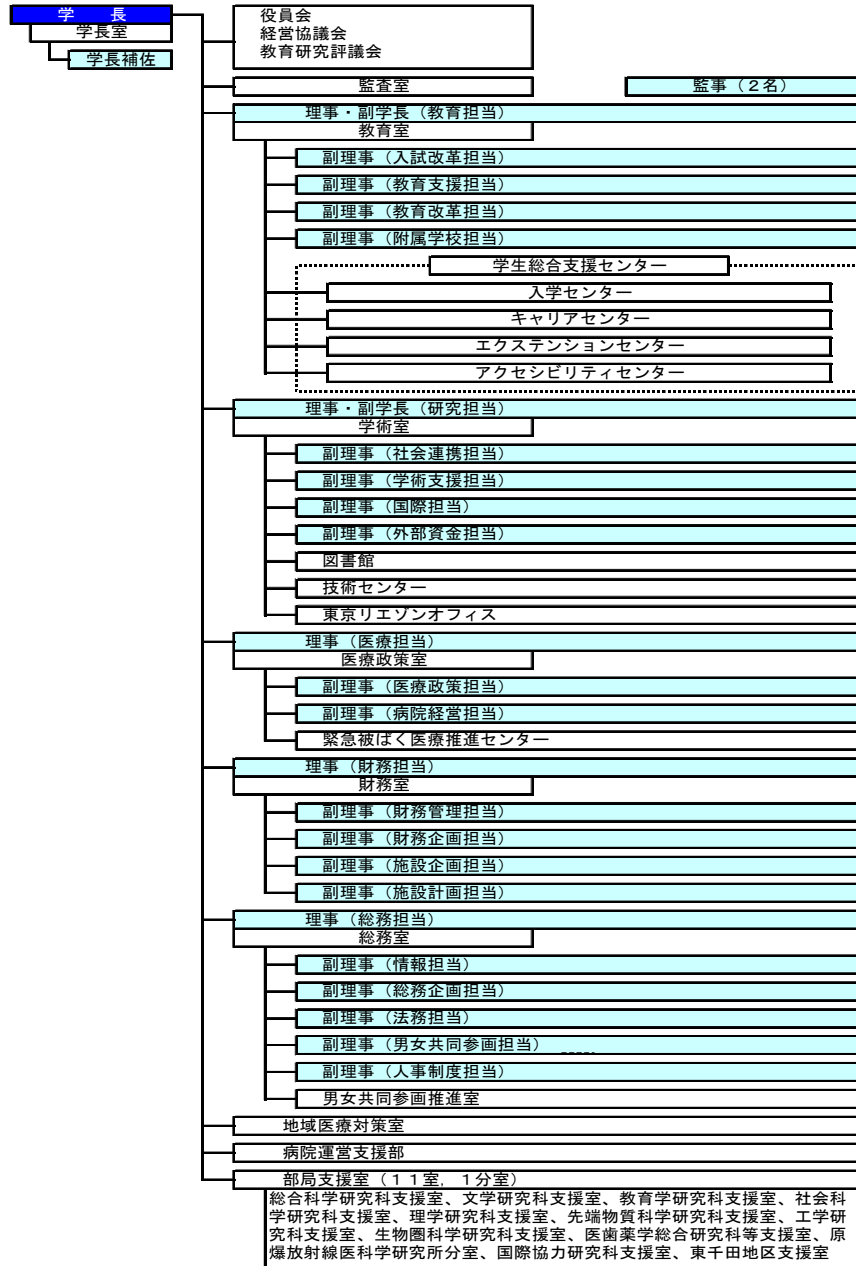 学　長
学長室
学長補佐
役員会
経営協議会
教育研究評議会
監査室
監事（２名）
理事・副学長（教育担当）
教育室
副理事（入試改革担当）
副理事（教育支援担当）
副理事（教育改革担当）
副理事（附属学校担当）
学生総合支援センター
入学センター
キャリアセンター
エクステンションセンター
アクセシビリティセンター
理事・副学長（研究担当）
学術室
副理事（社会連携担当）
副理事（学術支援担当）
副理事（国際担当）
副理事（外部資金担当）
図書館
技術センター
東京リエゾンオフィス
理事（医療担当）
医療政策室
副理事（医療政策担当）
副理事（病院経営担当）
緊急被ばく医療推進センター
理事（財務担当）
財務室
副理事（財務管理担当）
副理事（財務企画担当）
副理事（施設企画担当）
副理事（施設計画担当）
理事（総務担当）
総務室
副理事（情報担当）
副理事（総務企画担当）
副理事（法務担当）
副理事（男女共同参画担当）
副理事（人事制度担当）
男女共同参画推進室
地域医療対策室
病院運営支援部
部局支援室（１１室，１分室）
総合科学研究科支援室、文学研究科支援室、教育学研究科支援室、社会科
学研究科支援室、理学研究科支援室、先端物質科学研究科支援室、工学研
究科支援室、生物圏科学研究科支援室、医歯薬学総合研究科等支援室、原
爆放射線医科学研究所分室、国際協力研究科支援室、東千田地区支援室